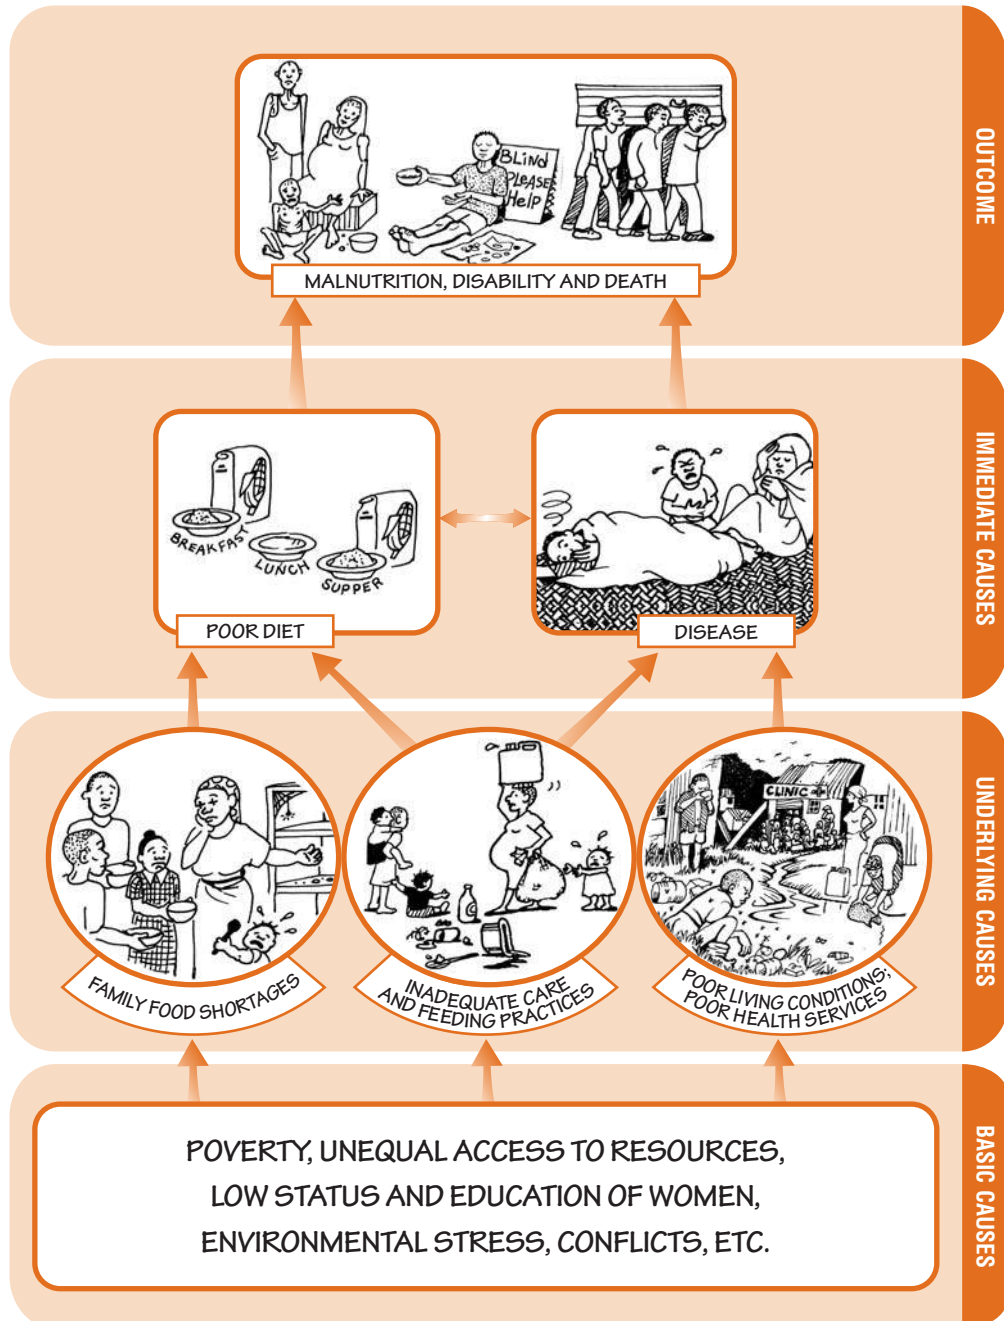 OUTCOME
BLiNd
PLEASE
HeLP
MALNUTRITION, DISABILITY AND DEATH
IMMEDIATE CAUSES
BREAKFAST
LUNCH
SUPPER
POOR DIET
DISEASE
UNDERLYING CAUSES
CLINIC
FAMILY FOOD SHORTAGES
INADEQUATE CARE
AND FEEDING PRACTICES
POOR LIVING CONDITIONS;
POOR HEALTH SERVICES
BASIC CAUSES
POVERTY, UNEQUAL ACCESS TO RESOURCES,
LOW STATUS AND EDUCATION OF WOMEN,
ENVIRONMENTAL STRESS, CONFLICTS, ETC.